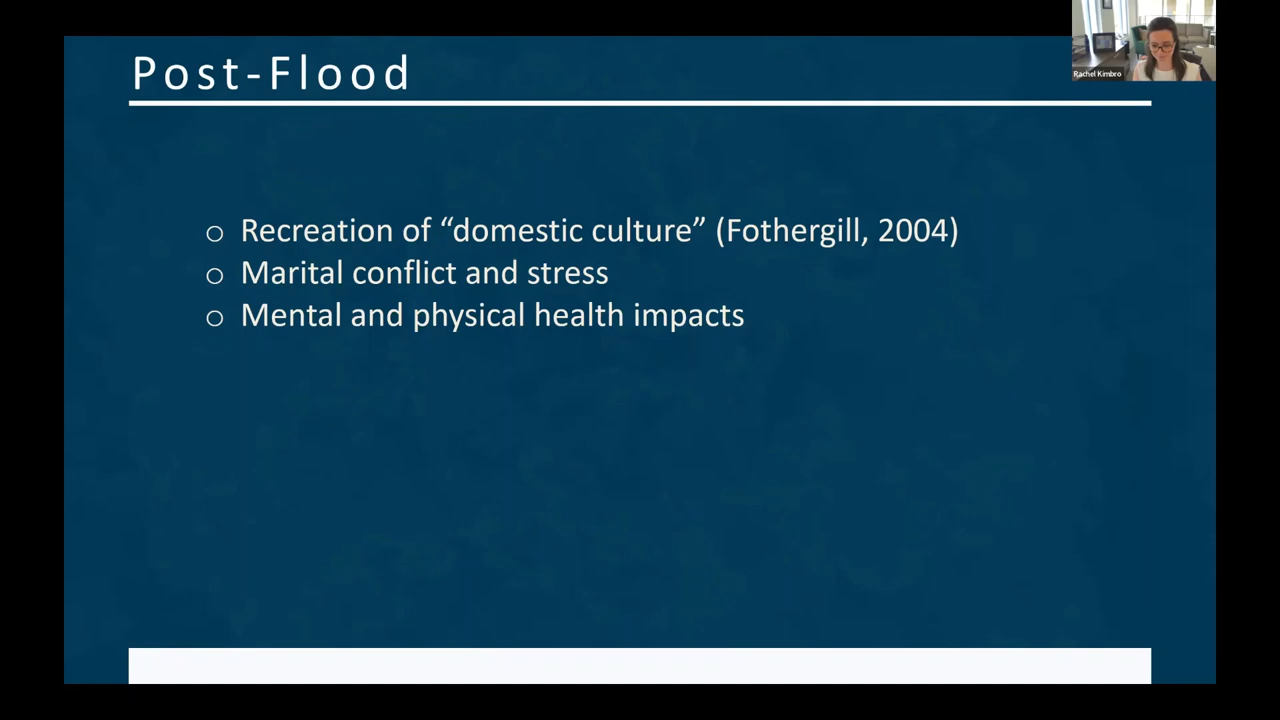 Post-Flood
Rachel Kimbro
o Recreation of “domestic culture” (Fothergill, 2004)
o Marital conflict and stress
o Mental and physical health impacts